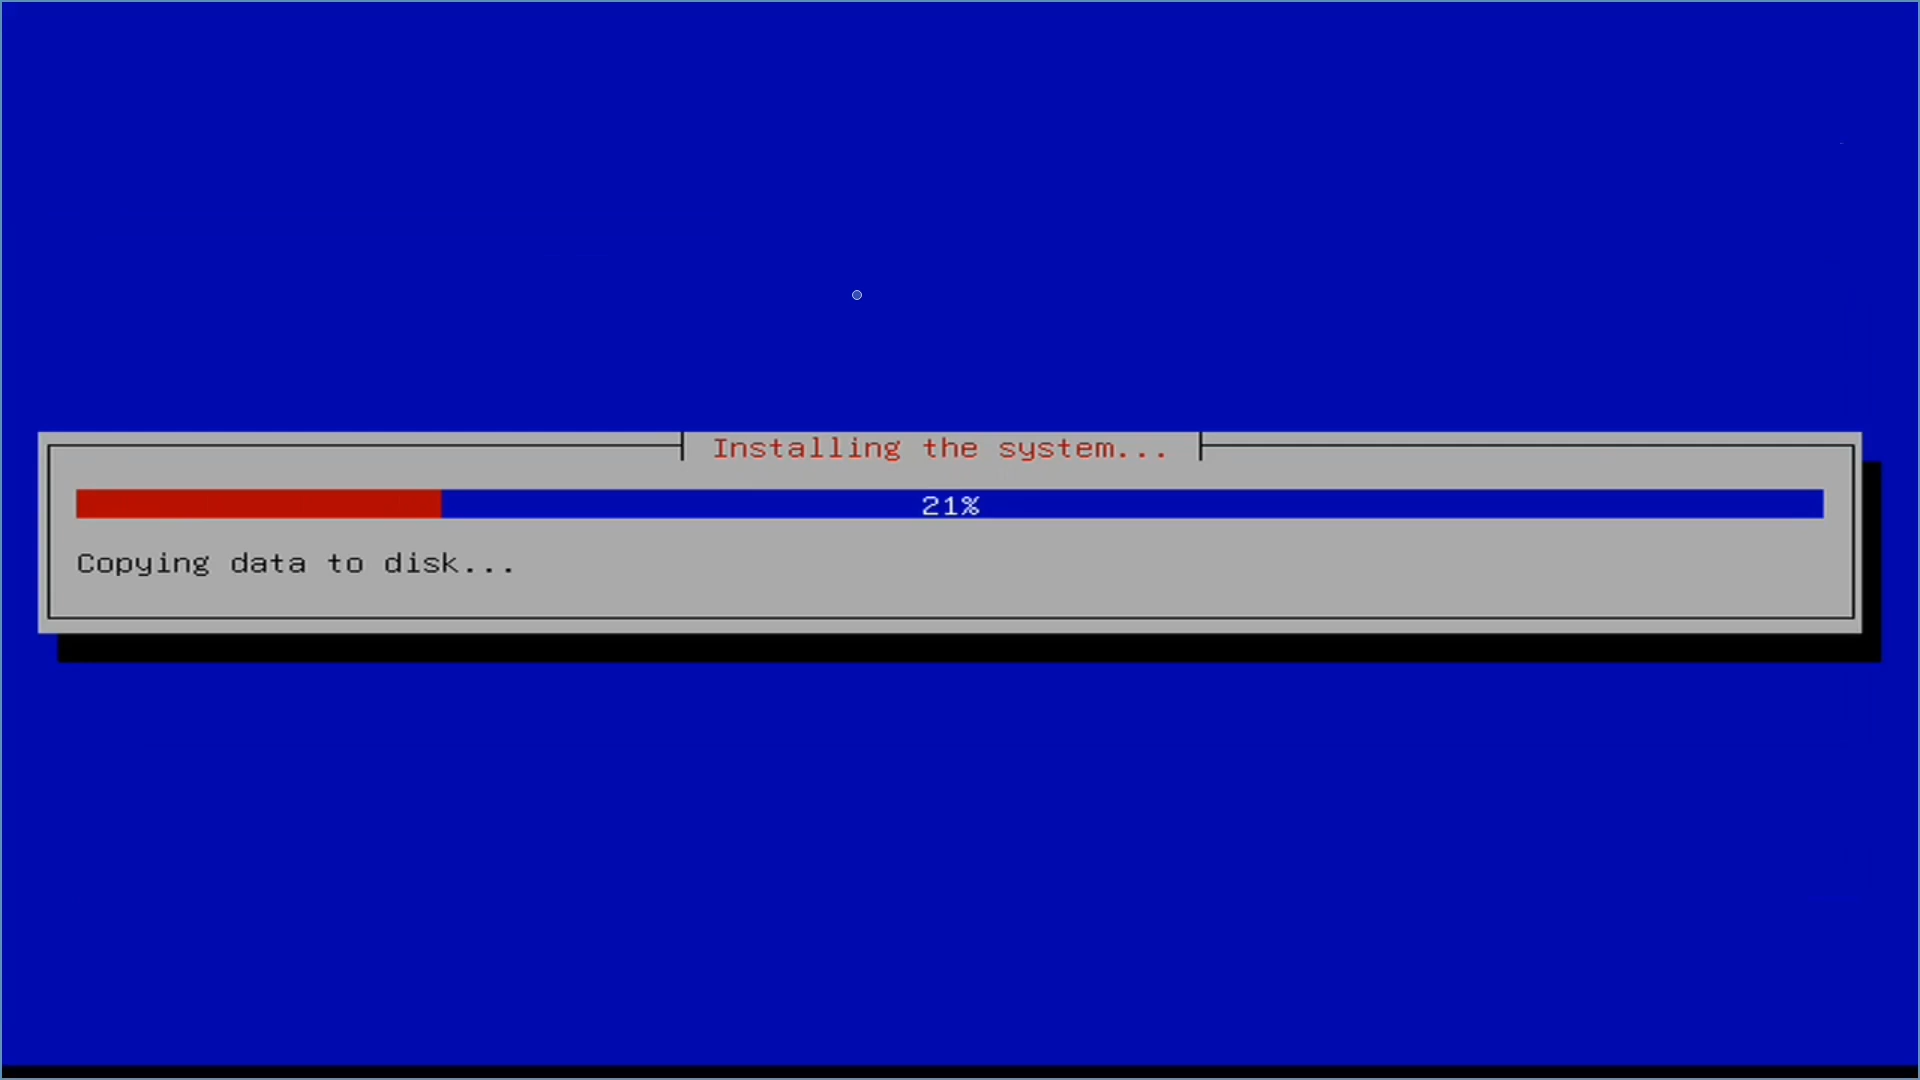 Installing the system...
21%
Copying data to disk...